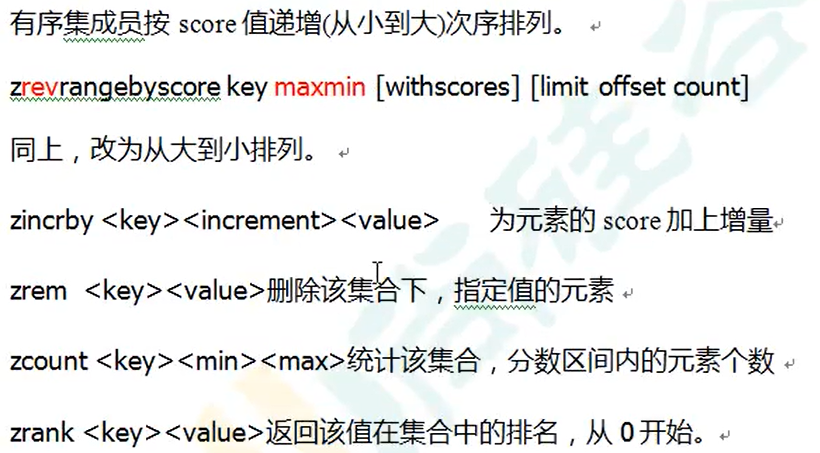 有序集成员按 score 值递增(从小到大)次序排列。
zrevrangebyscore key maxmin [withscores] [limit offset count]
同上，改为从大到小排列。
zincrby <key><increment><value> 为元素的 score 加上增量
zrem <key><value>删除该集合下，指定值的元素
zcount <key><min><max>统计该集合，分数区间内的元素个数
zrank <key><value>返回该值在集合中的排名，从 0 开始。